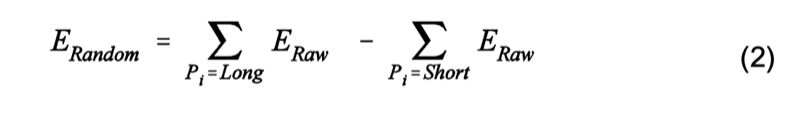 E_Random = ∑_{P_i=Long} E_Raw - ∑_{P_i=Short} E_Raw (2)